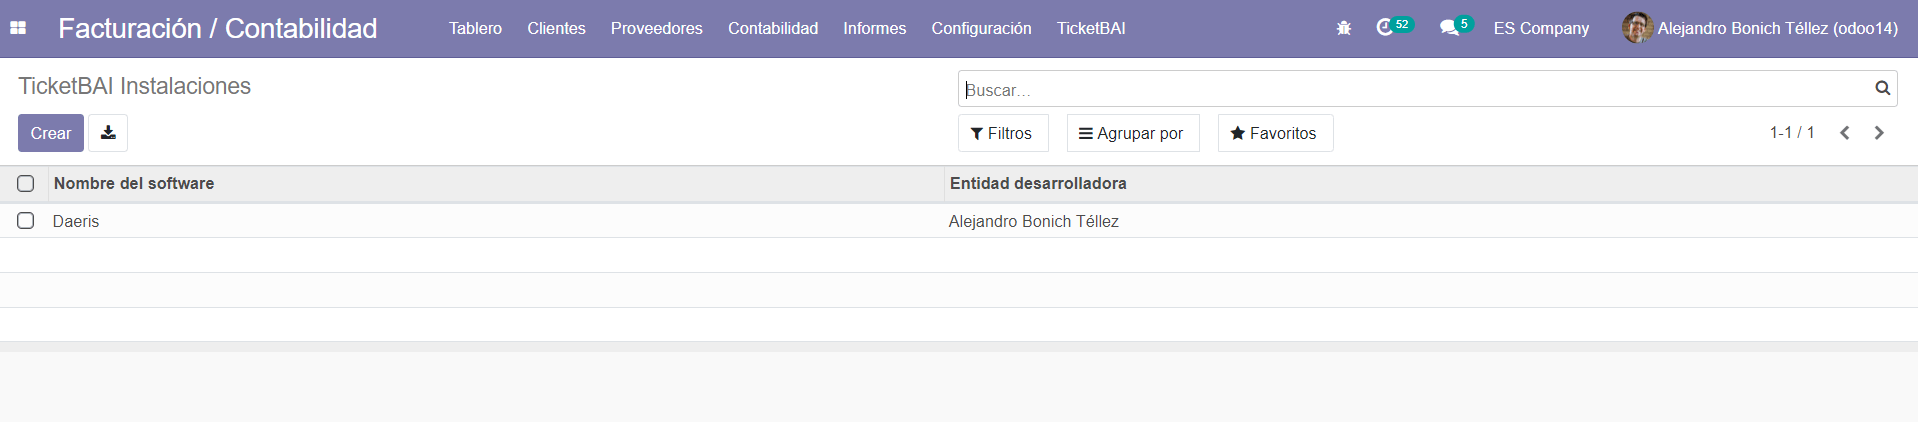 Facturación / Contabilidad Tablero Clientes Proveedores Contabilidad Informes Configuración TicketBAI 52 5 ES Company Alejandro Bonich Téllez (odoo14)
TicketBAI Instalaciones
Buscar...
Crear Filtros Agrupar por Favoritos 1-1 / 1
Nombre del software Entidad desarrolladora
Daeris Alejandro Bonich Téllez